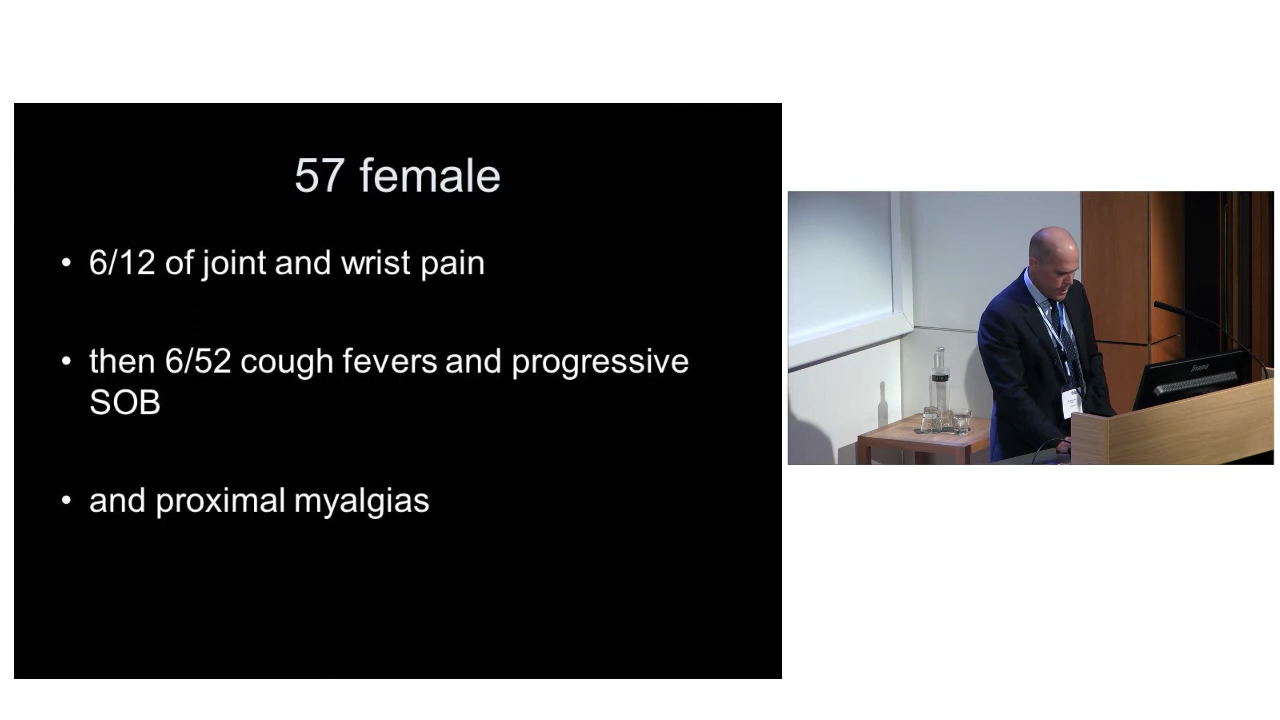 57 female
• 6/12 of joint and wrist pain
• then 6/52 cough fevers and progressive
SOB
• and proximal myalgias